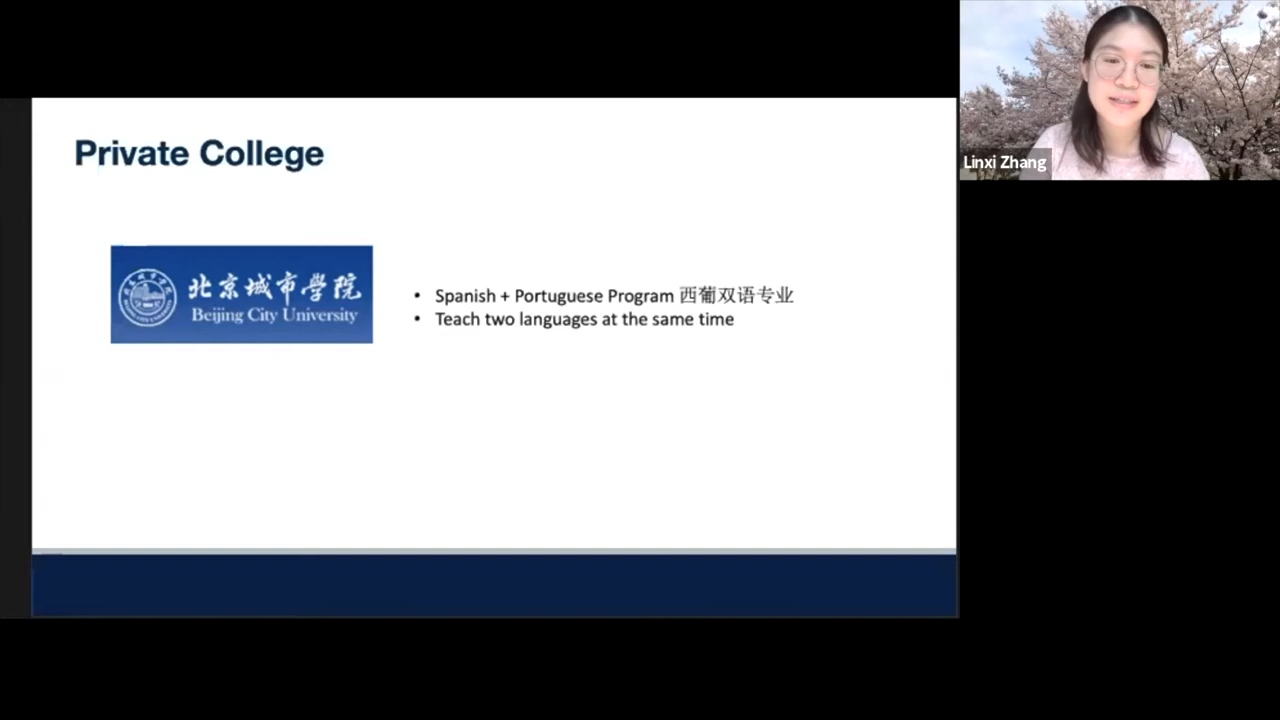 Private College
北京城市学院
Beijing City University
• Spanish + Portuguese Program 西葡双语专业
• Teach two languages at the same time
Linxi Zhang